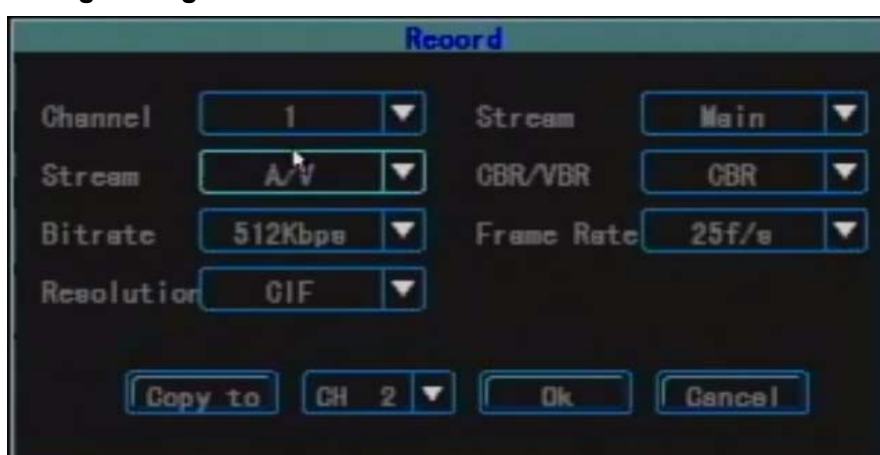 Record
Channel 1 Stream Main
Stream A/V CBR/VBR CBR
Bitrate 512Kbps Frame Rate 25f/s
Resolution CIF
Copy to CH 2 Ok Cancel